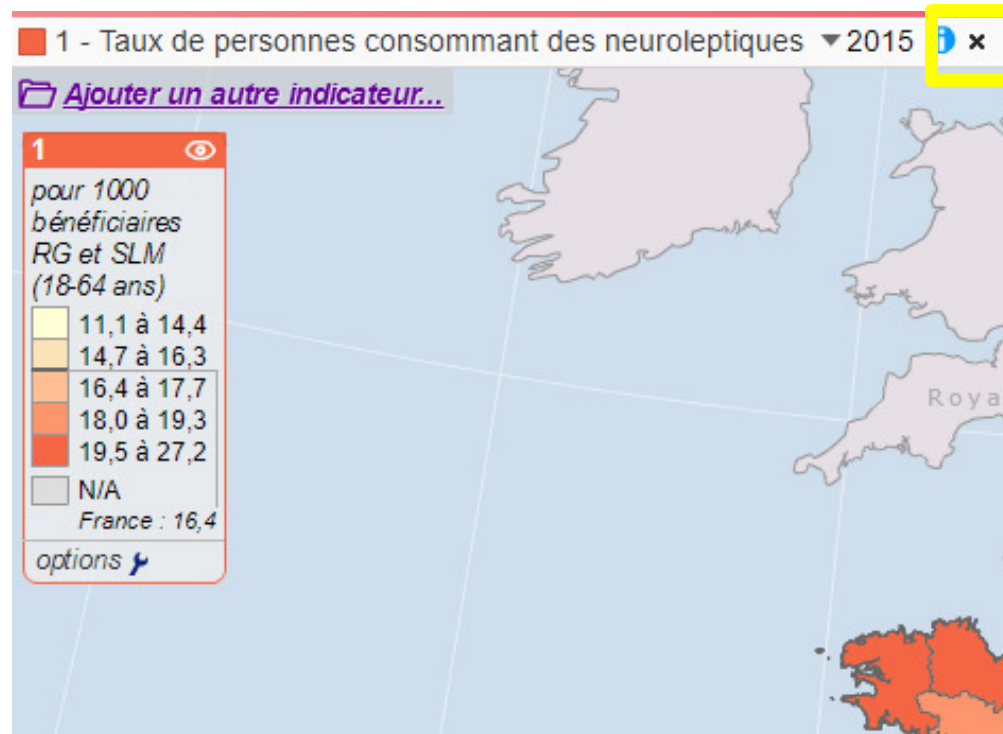 1 - Taux de personnes consommant des neuroleptiques 2015
Ajouter un autre indicateur...
1
pour 1000
bénéficiaires
RG et SLM
(18-64 ans)
11,1 à 14,4
14,7 à 16,3
16,4 à 17,7
18,0 à 19,3
19,5 à 27,2
N/A
France : 16,4
options
Roya